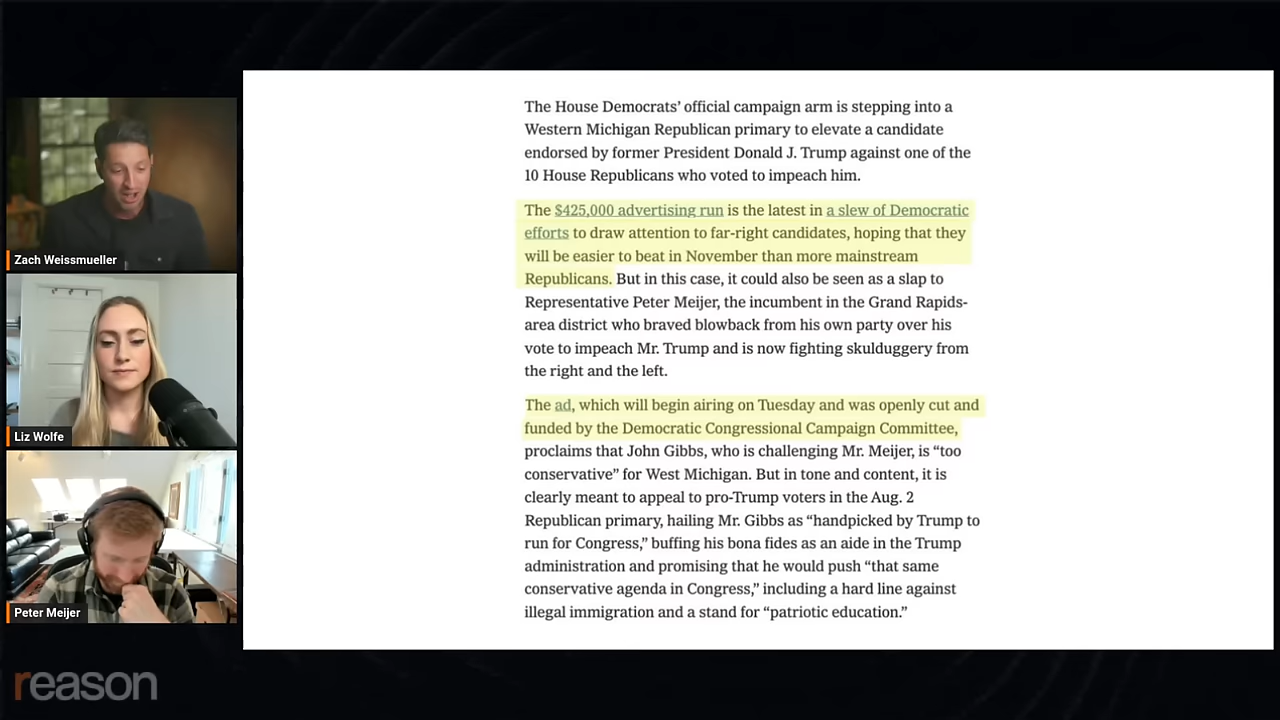 Zach Weissmueller
Liz Wolfe
Peter Meijer
reason
The House Democrats’ official campaign arm is stepping into a
Western Michigan Republican primary to elevate a candidate
endorsed by former President Donald J. Trump against one of the
10 House Republicans who voted to impeach him.
The $425,000 advertising run is the latest in a slew of Democratic
efforts to draw attention to far-right candidates, hoping that they
will be easier to beat in November than more mainstream
Republicans. But in this case, it could also be seen as a slap to
Representative Peter Meijer, the incumbent in the Grand Rapids-
area district who braved blowback from his own party over his
vote to impeach Mr. Trump and is now fighting skulduggery from
the right and the left.
The ad, which will begin airing on Tuesday and was openly cut and
funded by the Democratic Congressional Campaign Committee,
proclaims that John Gibbs, who is challenging Mr. Meijer, is “too
conservative” for West Michigan. But in tone and content, it is
clearly meant to appeal to pro-Trump voters in the Aug. 2
Republican primary, hailing Mr. Gibbs as “handpicked by Trump to
run for Congress,” buffing his bona fides as an aide in the Trump
administration and promising that he would push “that same
conservative agenda in Congress,” including a hard line against
illegal immigration and a stand for “patriotic education.”